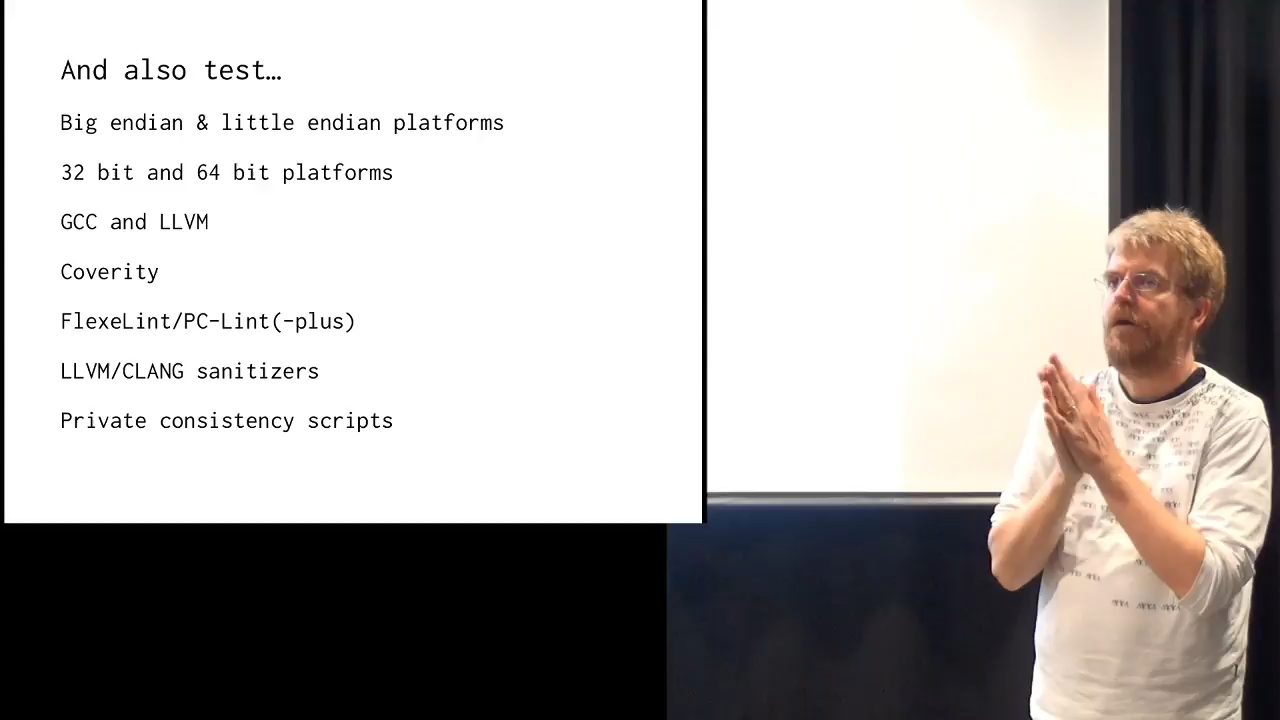 And also test…
Big endian & little endian platforms
32 bit and 64 bit platforms
GCC and LLVM
Coverity
FlexeLint/PC-Lint(-plus)
LLVM/CLANG sanitizers
Private consistency scripts